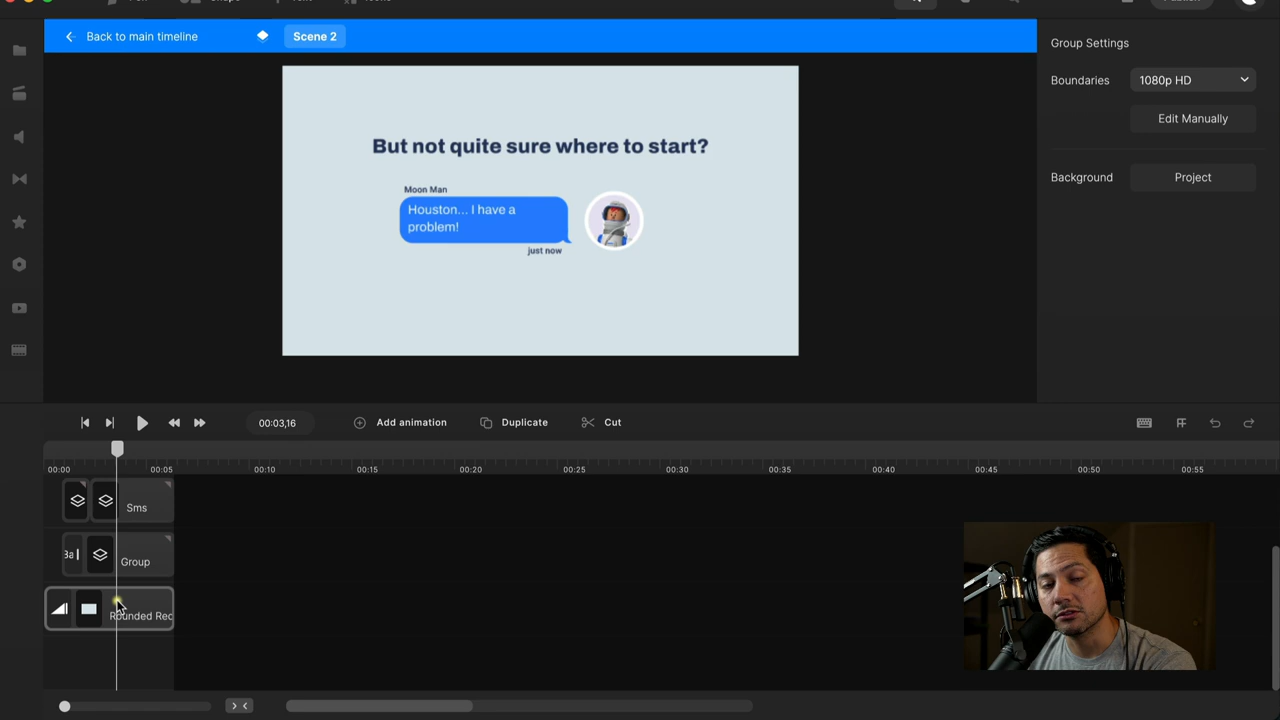 Back to main timeline
Scene 2
Group Settings
Boundaries
1080p HD
Edit Manually
Background
Project
But not quite sure where to start?
Moon Man
Houston... I have a
problem!
just now
00:03,16
Add animation
Duplicate
Cut
00:00
00:05
00:10
00:15
00:20
00:25
00:30
00:35
00:40
00:45
00:50
00:55
Sms
Group
Rounded Rec